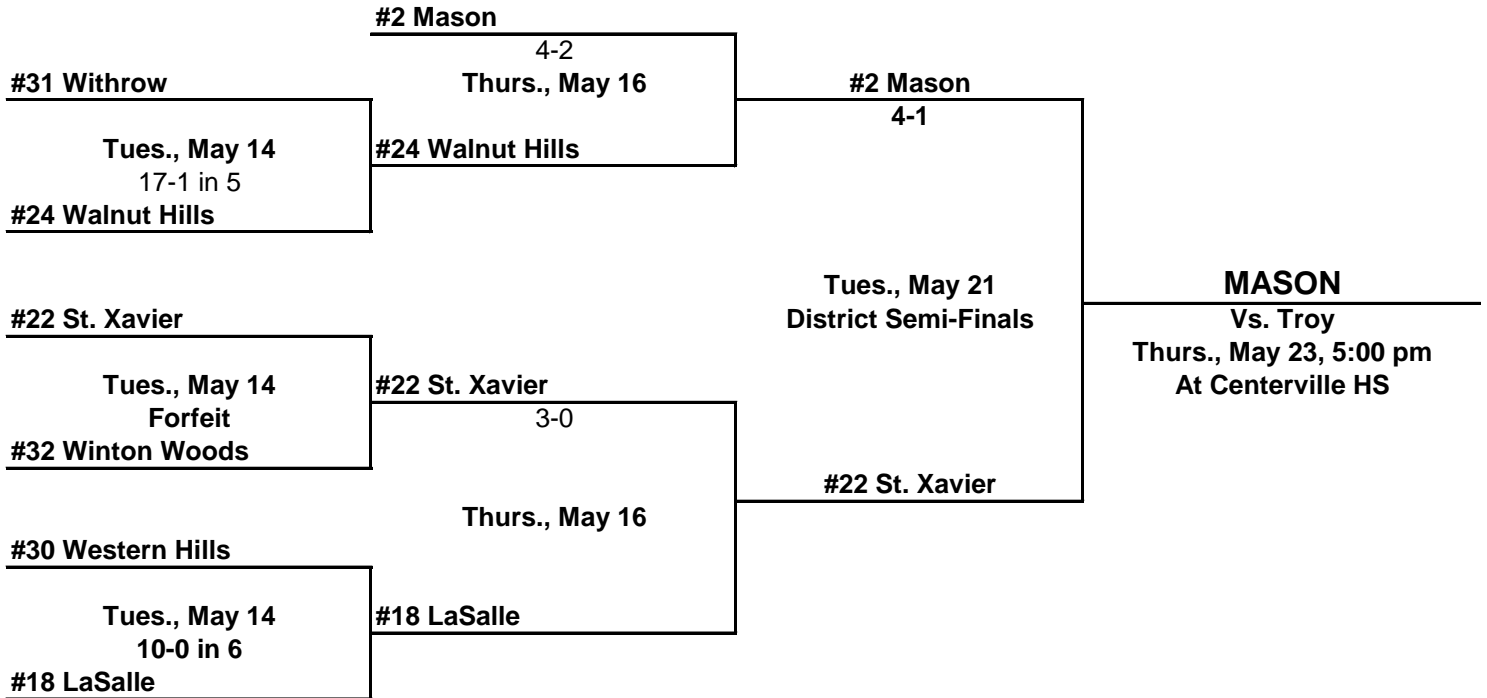 #2 Mason
4-2
Thurs., May 16
#31 Withrow
#2 Mason
4-1
Tues., May 14
17-1 in 5
#24 Walnut Hills
#24 Walnut Hills
Tues., May 21
District Semi-Finals
MASON
Vs. Troy
Thurs., May 23, 5:00 pm
At Centerville HS
#22 St. Xavier
Tues., May 14
Forfeit
#32 Winton Woods
#22 St. Xavier
3-0
Thurs., May 16
#22 St. Xavier
#30 Western Hills
Tues., May 14
10-0 in 6
#18 LaSalle
#18 LaSalle